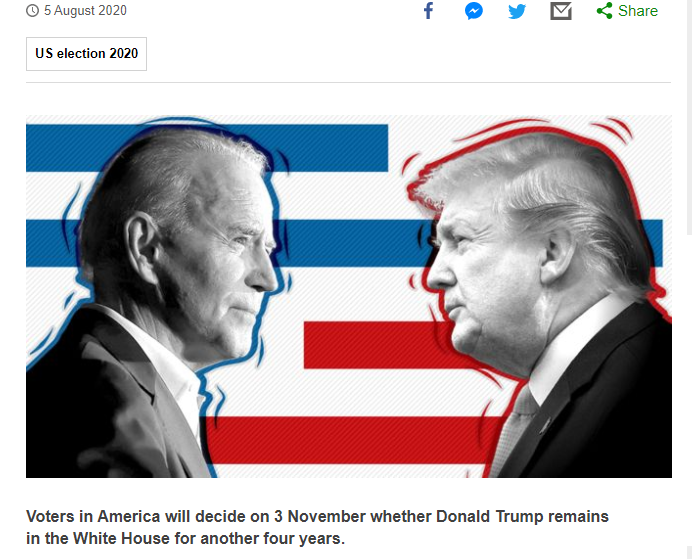 5 August 2020
Share
US election 2020
Voters in America will decide on 3 November whether Donald Trump remains
in the White House for another four years.